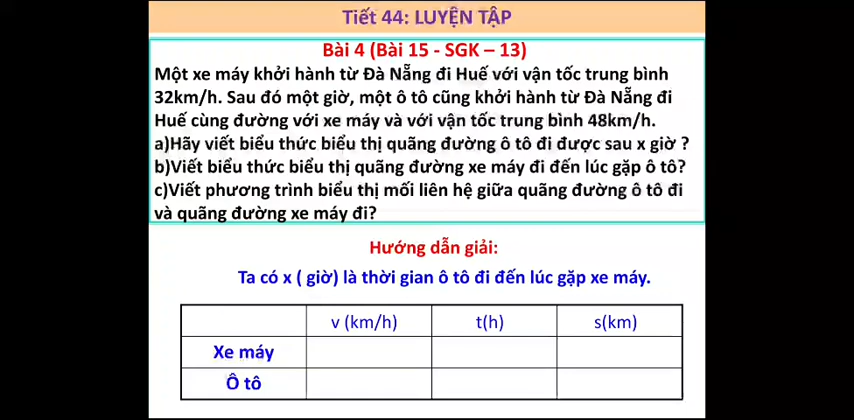 Tiết 44: LUYỆN TẬP
Bài 4 (Bài 15 - SGK – 13)
Một xe máy khởi hành từ Đà Nẵng đi Huế với vận tốc trung bình
32km/h. Sau đó một giờ, một ô tô cũng khởi hành từ Đà Nẵng đi
Huế cùng đường với xe máy và với vận tốc trung bình 48km/h.
a)Hãy viết biểu thức biểu thị quãng đường ô tô đi được sau x giờ ?
b)Viết biểu thức biểu thị quãng đường xe máy đi đến lúc gặp ô tô?
c)Viết phương trình biểu thị mối liên hệ giữa quãng đường ô tô đi
và quãng đường xe máy đi?
Hướng dẫn giải:
Ta có x ( giờ) là thời gian ô tô đi đến lúc gặp xe máy.
v (km/h) t(h) s(km)
Xe máy
Ô tô